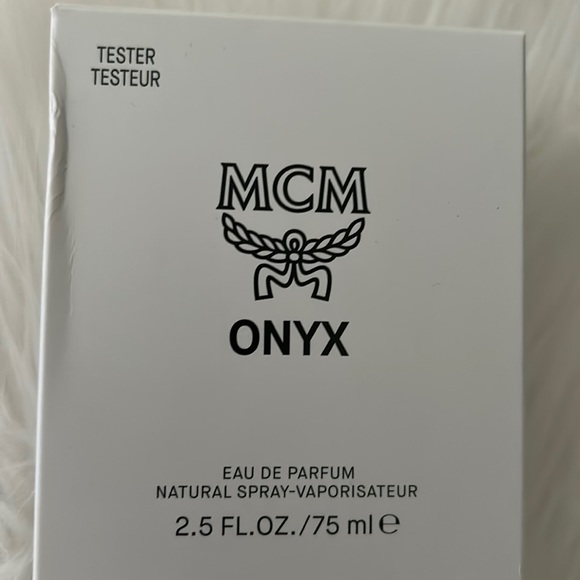 TESTER
TESTEUR
MCM
ONYX
EAU DE PARFUM
NATURAL SPRAY-VAPORISATEUR
2.5 FL.OZ./75 ml ℮